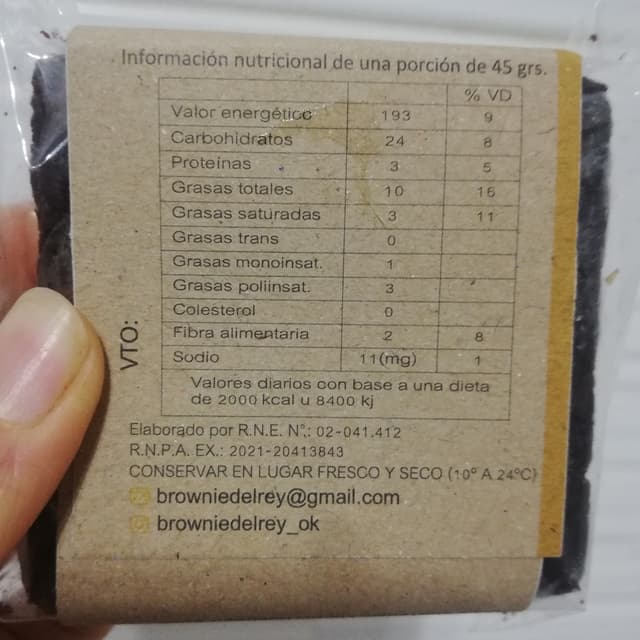 Información nutricional de una porción de 45 grs.
% VD
Valor energético 193 9
Carbohidratos 24 8
Proteínas 3 5
Grasas totales 10 16
Grasas saturadas 3 11
Grasas trans 0
Grasas monoinsat. 1
Grasas poliinsat. 3
Colesterol 0
Fibra alimentaria 2 8
Sodio 11(mg) 1
Valores diarios con base a una dieta
de 2000 kcal u 8400 kj
VTO:
Elaborado por R.N.E. N°.: 02-041.412
R.N.P.A. EX.: 2021-20413843
CONSERVAR EN LUGAR FRESCO Y SECO (10° A 24°C)
browniedelrey@gmail.com
browniedelrey_ok